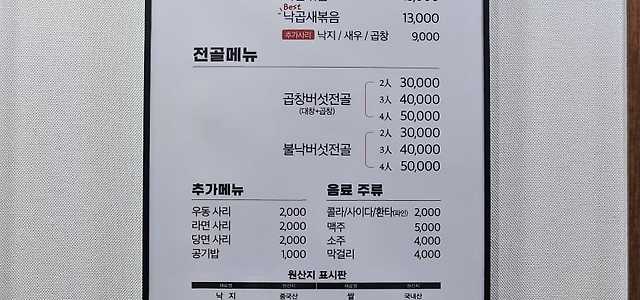 Best
낙곱새볶음 13,000
추가사리 낙지 / 새우 / 곱창 9,000
전골메뉴
곱창버섯전골
(대창+곱창)
2人 30,000
3人 40,000
4人 50,000
불낙버섯전골
2人 30,000
3人 40,000
4人 50,000
추가메뉴
우동 사리 2,000
라면 사리 2,000
당면 사리 2,000
공기밥 1,000
음료 주류
콜라/사이다/환타(파인) 2,000
맥주 5,000
소주 4,000
막걸리 4,000
원산지 표시판
낙 지 중국산 쌀 국내산